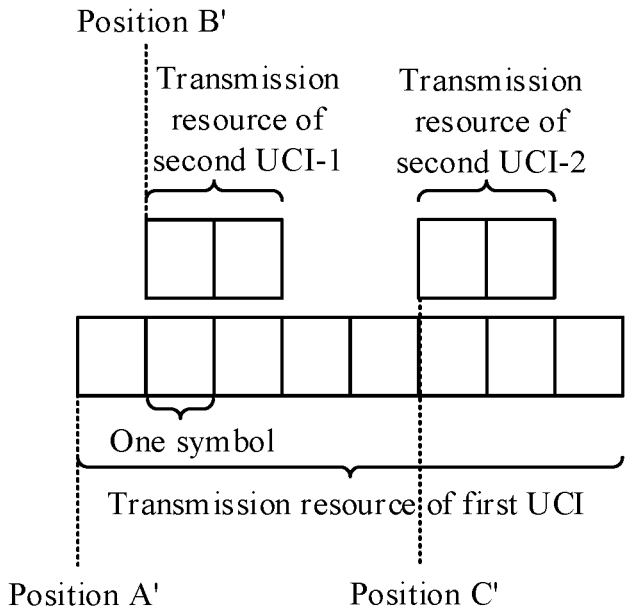 Position B'
Transmission
resource of
second UCI-1
Transmission
resource of
second UCI-2
One symbol
Transmission resource of first UCI
Position A'
Position C'